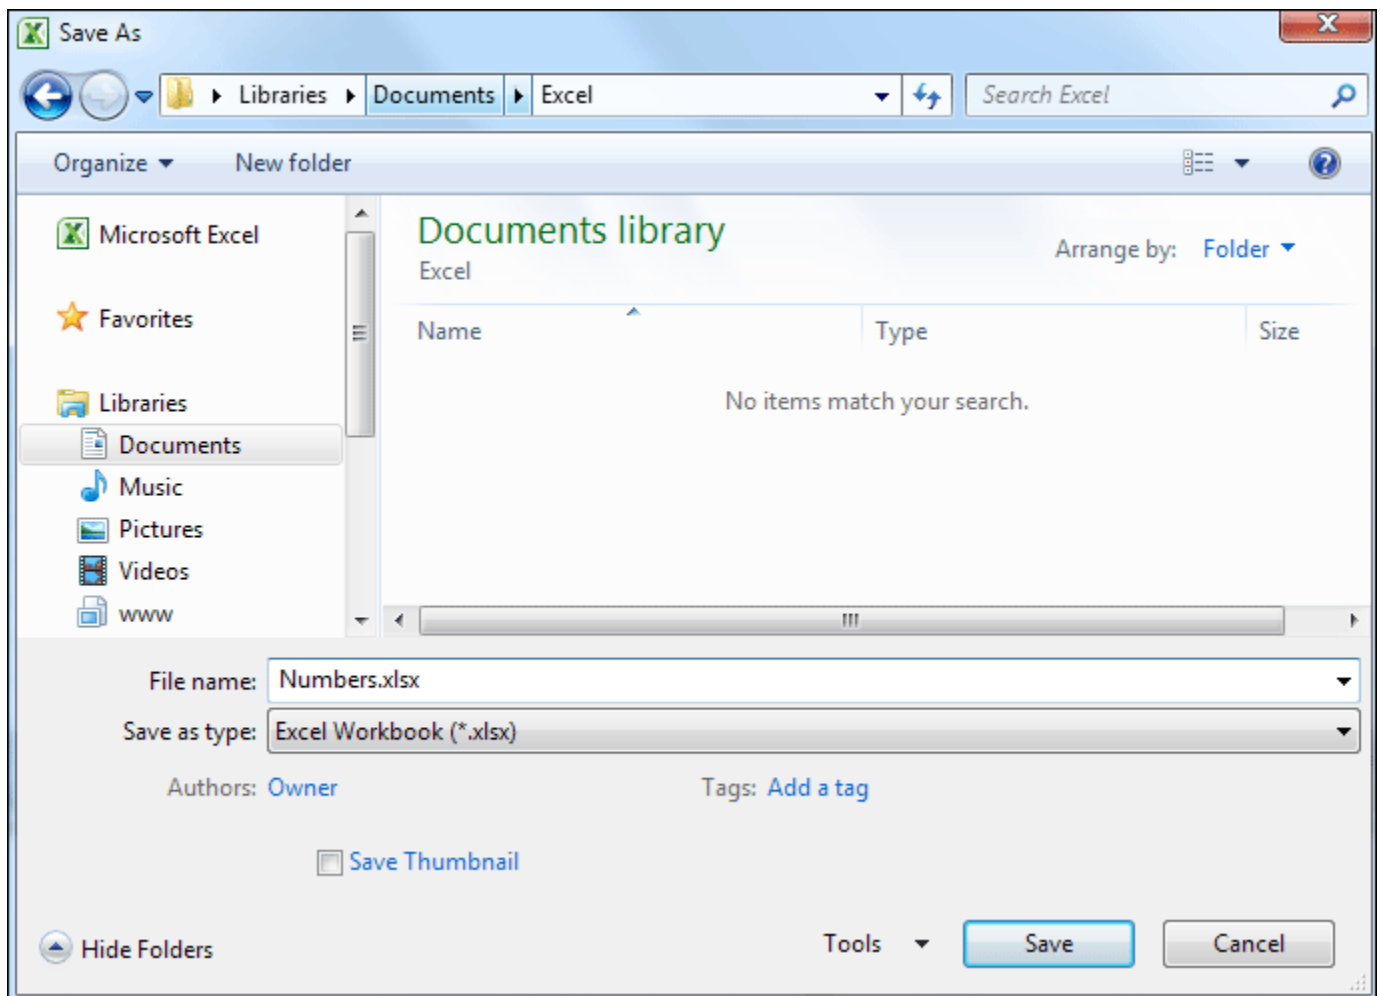 Save As
Libraries Documents Excel Search Excel
Organize New folder
Microsoft Excel
Favorites
Libraries
Documents
Music
Pictures
Videos
www
Documents library
Excel
Arrange by: Folder
Name Type Size
No items match your search.
File name: Numbers.xlsx
Save as type: Excel Workbook (*.xlsx)
Authors: Owner Tags: Add a tag
Save Thumbnail
Hide Folders Tools Save Cancel